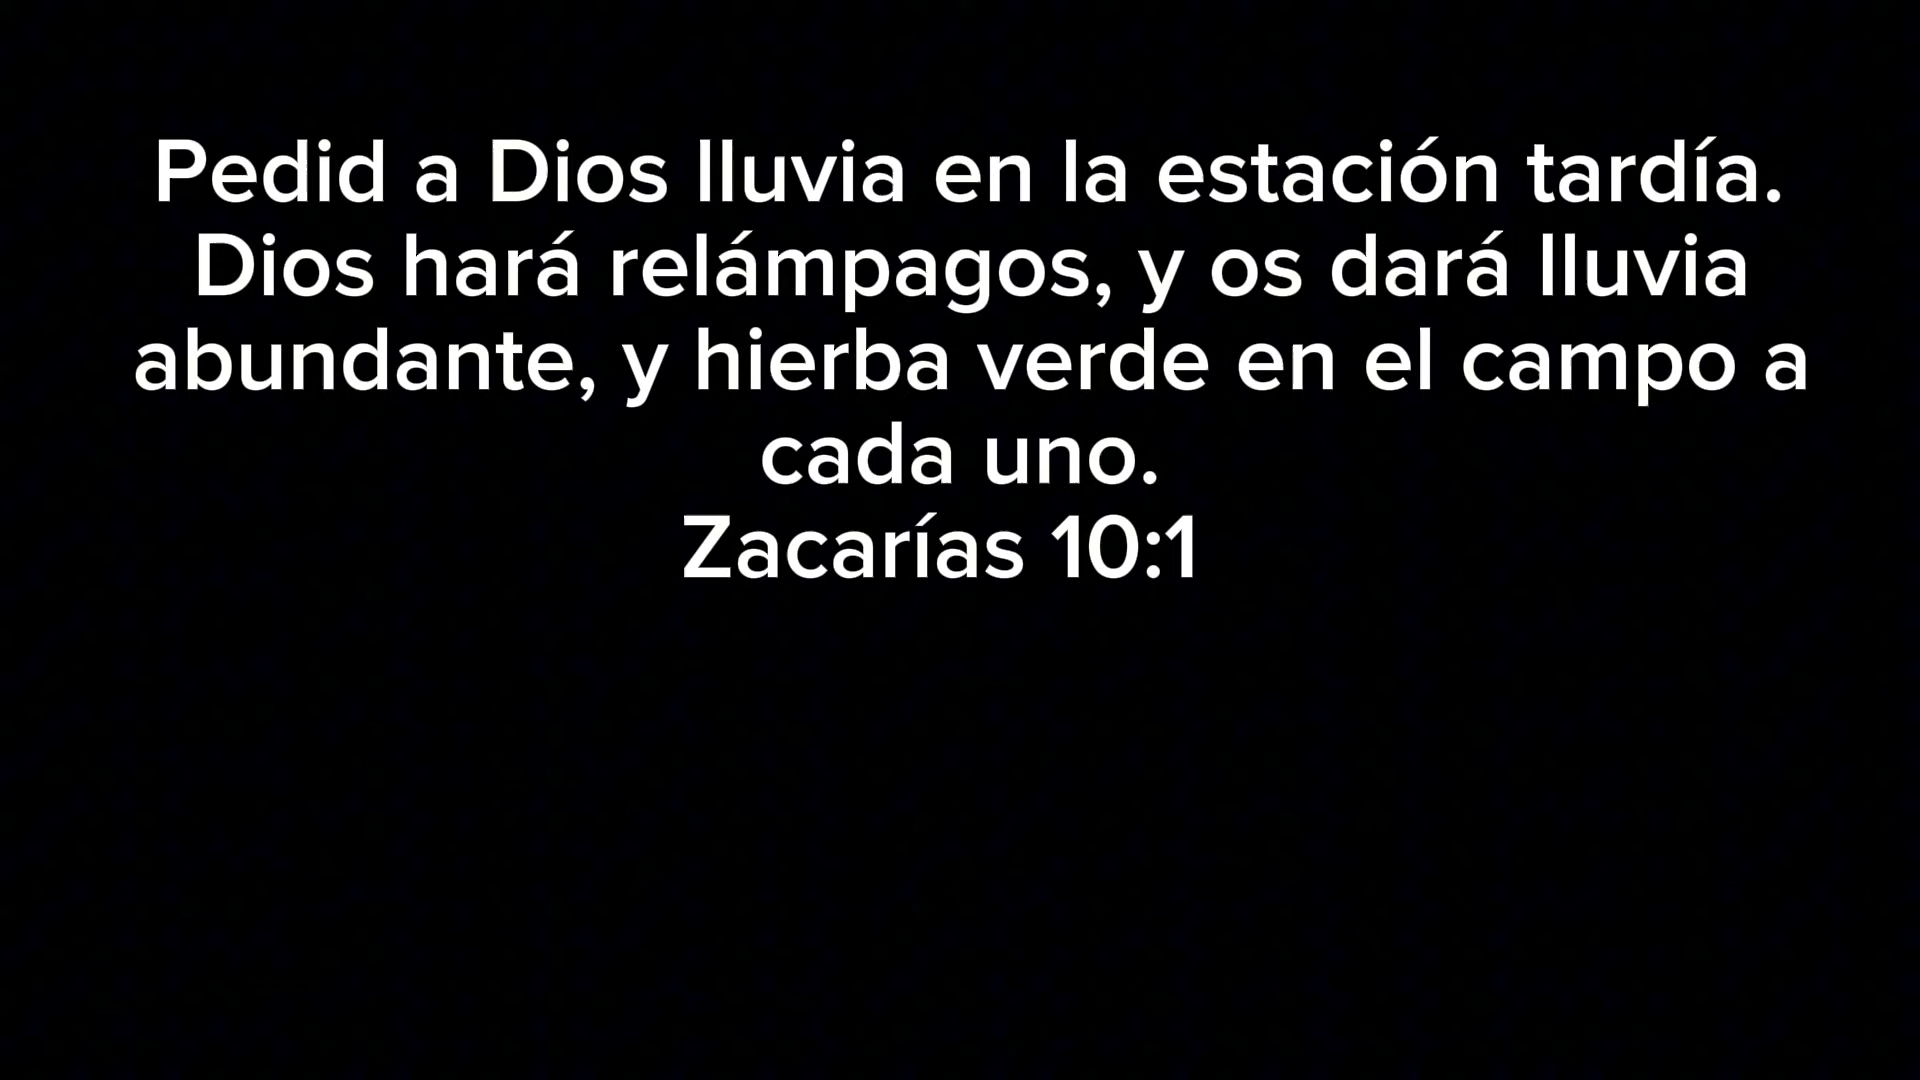 Pedid a Dios lluvia en la estación tardía.
Dios hará relámpagos, y os dará lluvia
abundante, y hierba verde en el campo a
cada uno.
Zacarías 10:1